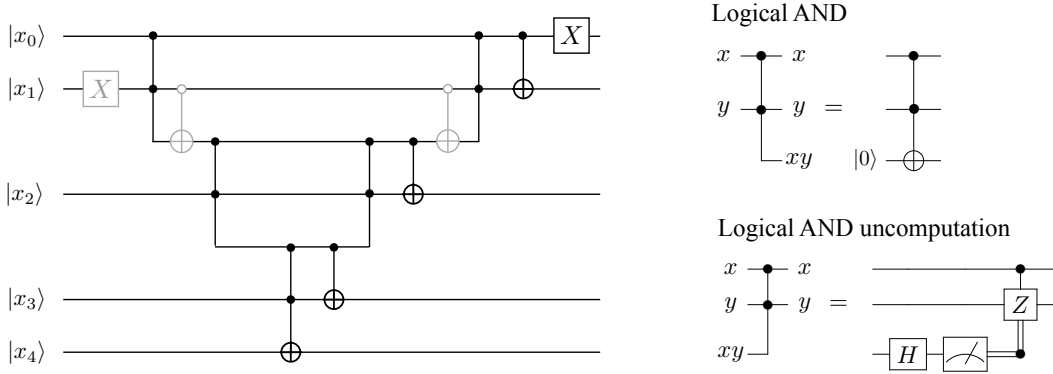 |x₀⟩ X
|x₁⟩ X
|x₂⟩
|x₃⟩
|x₄⟩
Logical AND
x x
y y =
xy |0⟩
Logical AND uncomputation
x x
y y = Z
xy H